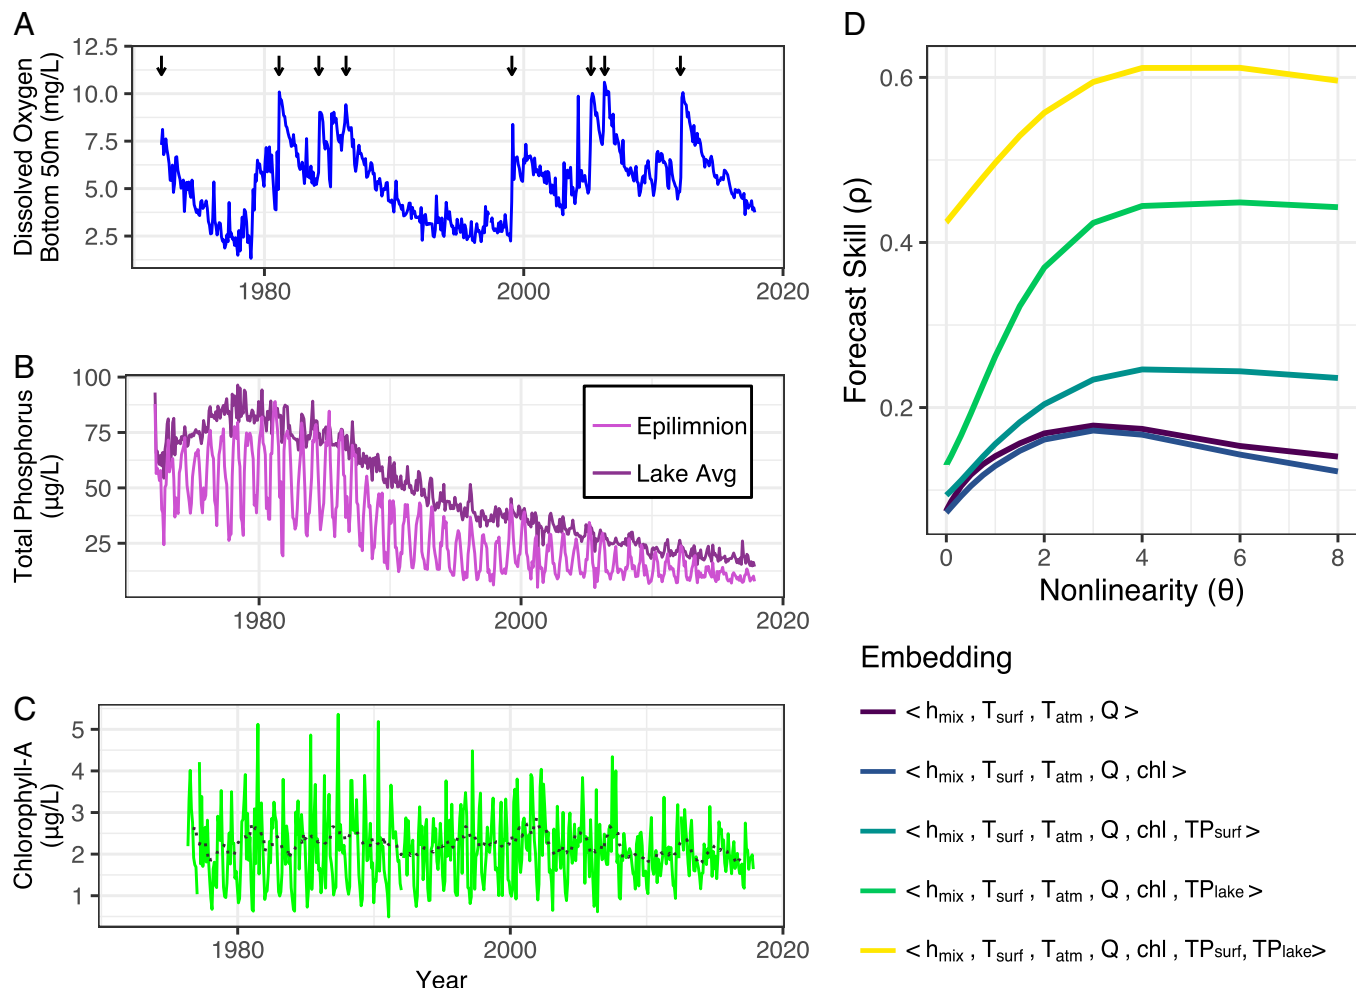 A
Dissolved Oxygen
Bottom 50m (mg/L)
12.5
10.0
7.5
5.0
2.5
1980
2000
2020
B
Total Phosphorus
(µg/L)
100
75
50
25
Epilimnion
Lake Avg
1980
2000
2020
C
Chlorophyll-A
(µg/L)
5
4
3
2
1
1980
2000
2020
Year
D
Forecast Skill (ρ)
0.6
0.4
0.2
0
2
4
6
8
Nonlinearity (θ)
Embedding
< hmix , Tsurf , Tatm , Q >
< hmix , Tsurf , Tatm , Q , chl >
< hmix , Tsurf , Tatm , Q , chl , TPsurf >
< hmix , Tsurf , Tatm , Q , chl , TPlake >
< hmix , Tsurf , Tatm , Q , chl , TPsurf, TPlake>